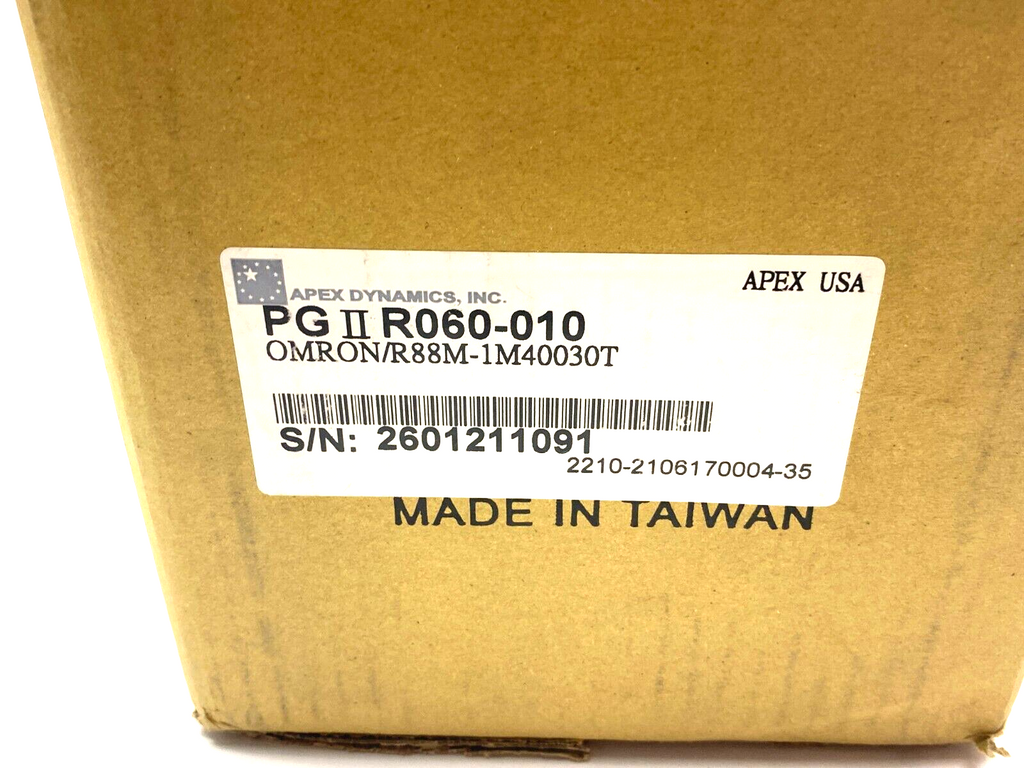 APEX DYNAMICS, INC.
APEX USA
PG II R060-010
OMRON/R88M-1M40030T
S/N: 2601211091
2210-2106170004-35
MADE IN TAIWAN